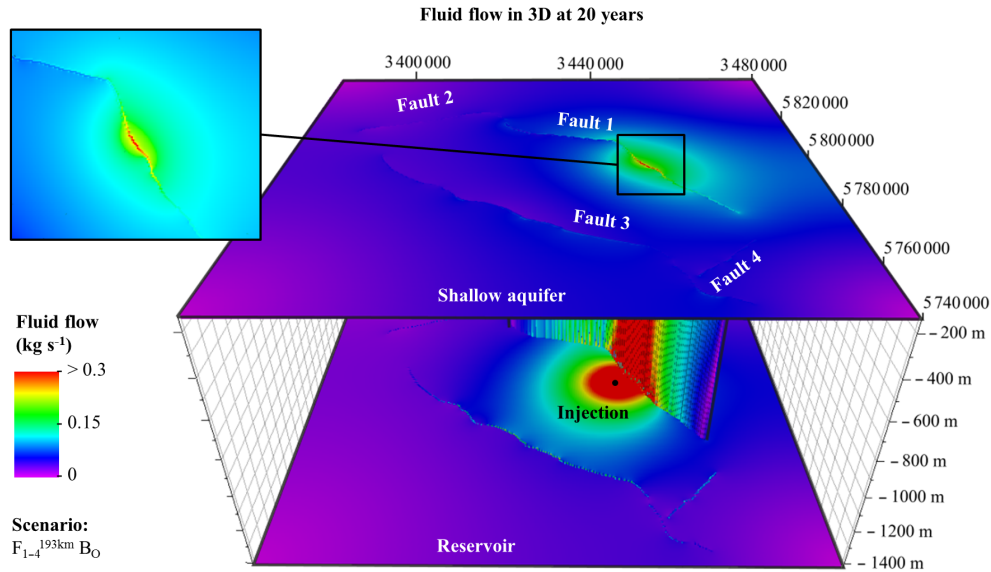 Fluid flow in 3D at 20 years
3 400 000
3 440 000
3 480 000
5 820 000
5 800 000
5 780 000
5 760 000
5 740 000
Fault 2
Fault 1
Fault 3
Fault 4
Shallow aquifer
Fluid flow
(kg s⁻¹)
> 0.3
0.15
0
– 200 m
– 400 m
– 600 m
– 800 m
– 1000 m
– 1200 m
– 1400 m
Injection
Reservoir
Scenario:
F₁₋₄¹⁹³ᵏᵐ B_O